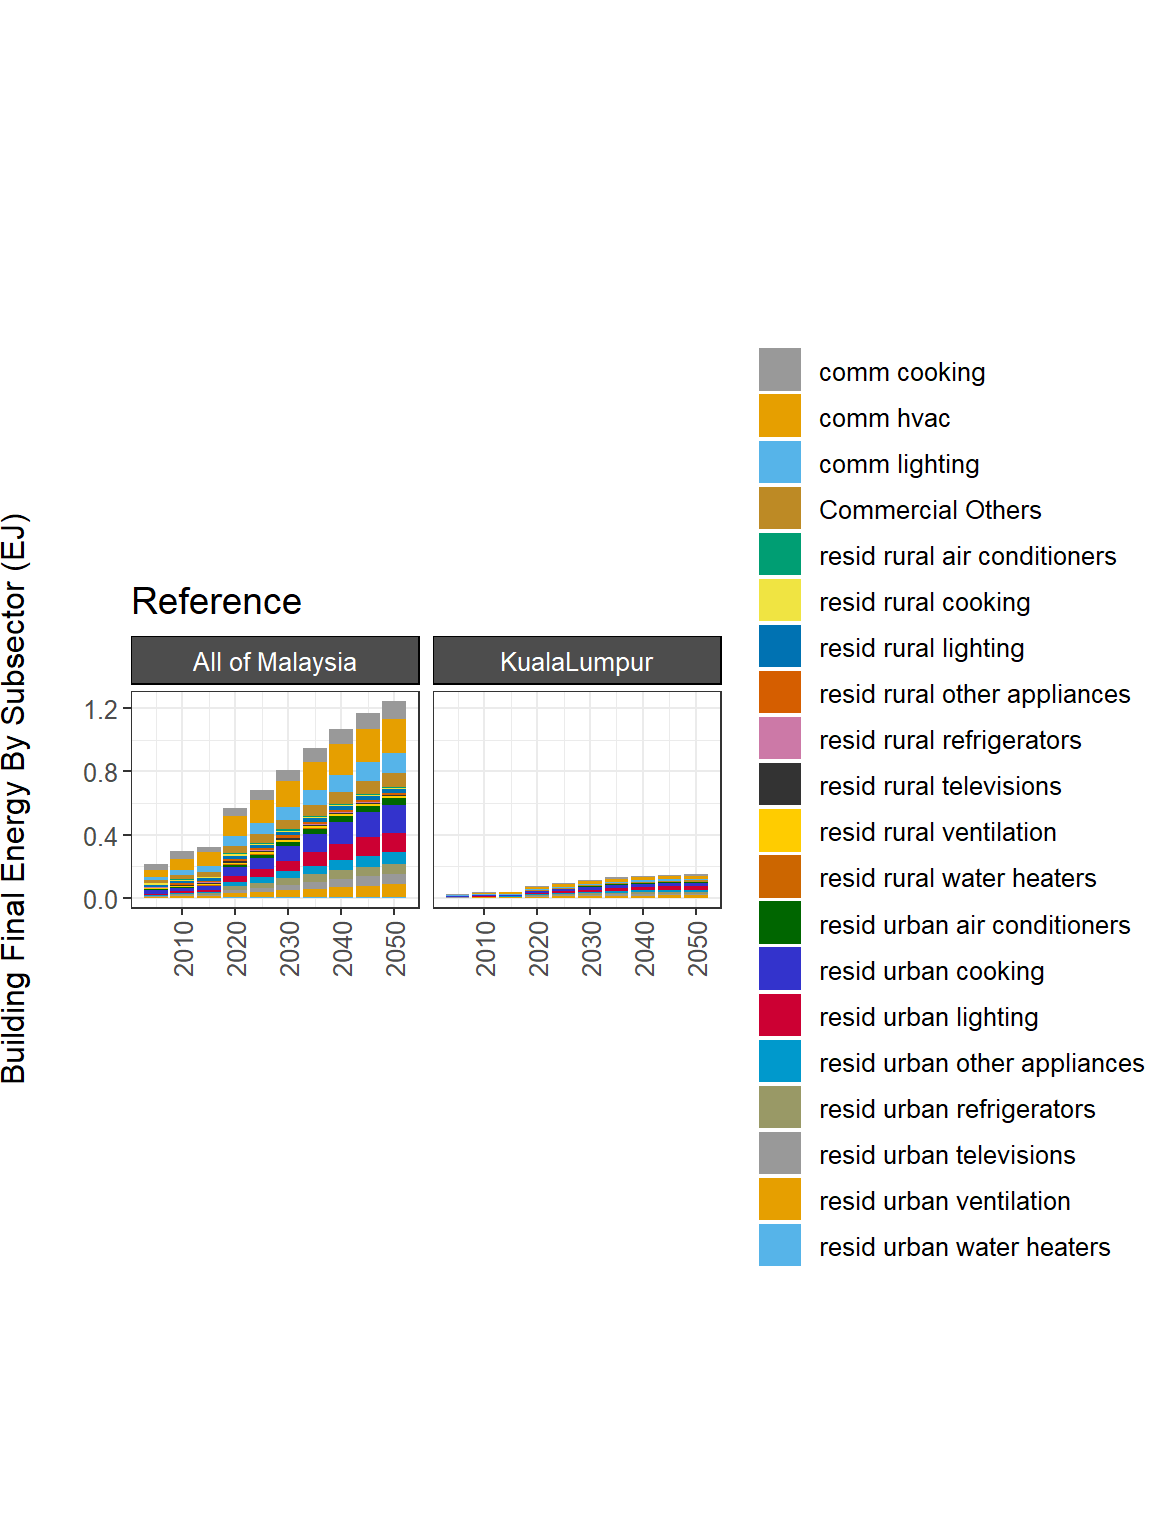 Building Final Energy By Subsector (EJ)
Reference
All of Malaysia
KualaLumpur
1.2
0.8
0.4
0.0
2010
2020
2030
2040
2050
2010
2020
2030
2040
2050
comm cooking
comm hvac
comm lighting
Commercial Others
resid rural air conditioners
resid rural cooking
resid rural lighting
resid rural other appliances
resid rural refrigerators
resid rural televisions
resid rural ventilation
resid rural water heaters
resid urban air conditioners
resid urban cooking
resid urban lighting
resid urban other appliances
resid urban refrigerators
resid urban televisions
resid urban ventilation
resid urban water heaters